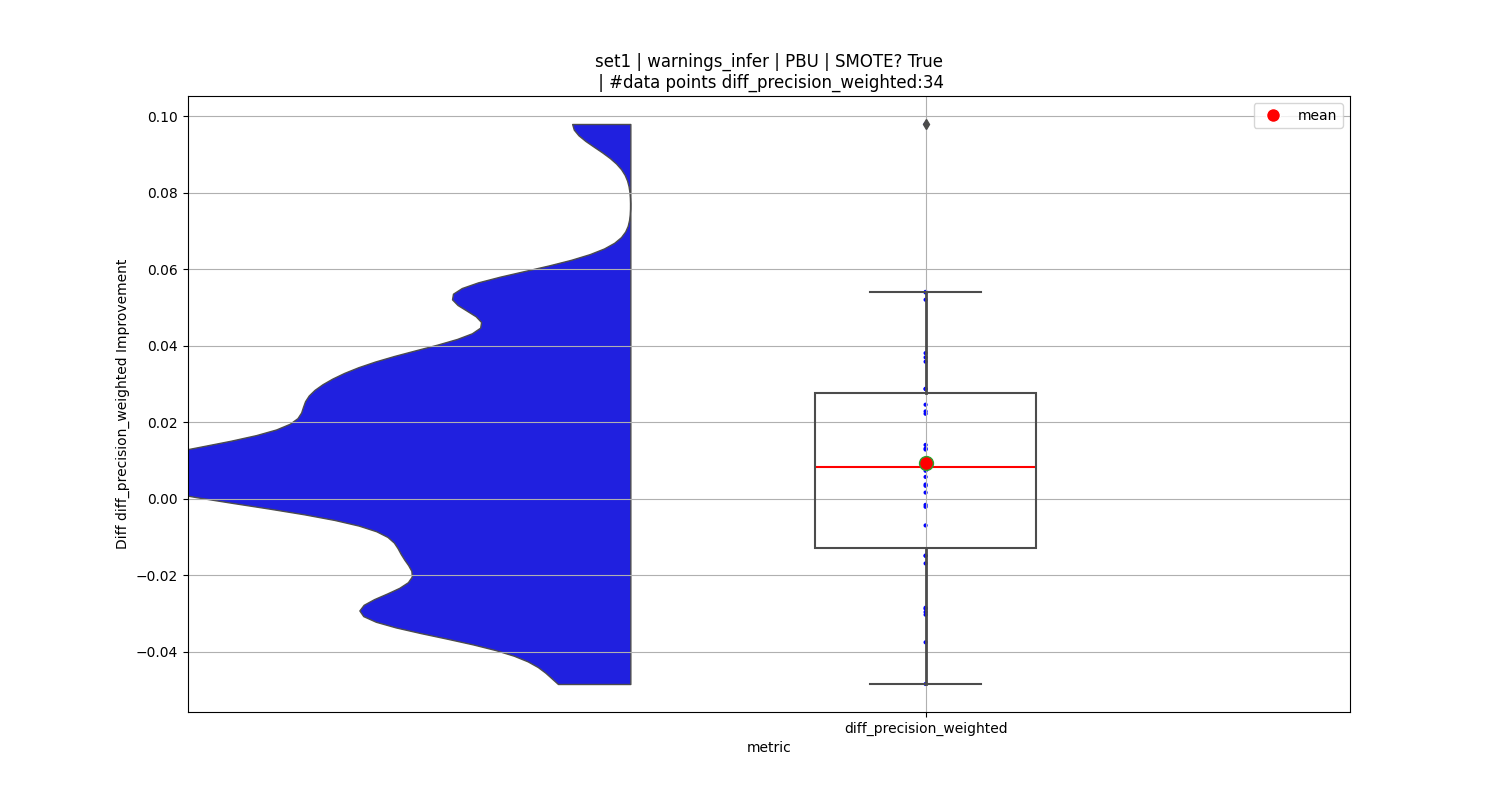 set1 | warnings_infer | PBU | SMOTE? True
| #data points diff_precision_weighted:34
mean
0.10
0.08
0.06
0.04
0.02
0.00
−0.02
−0.04
Diff diff_precision_weighted Improvement
diff_precision_weighted
metric